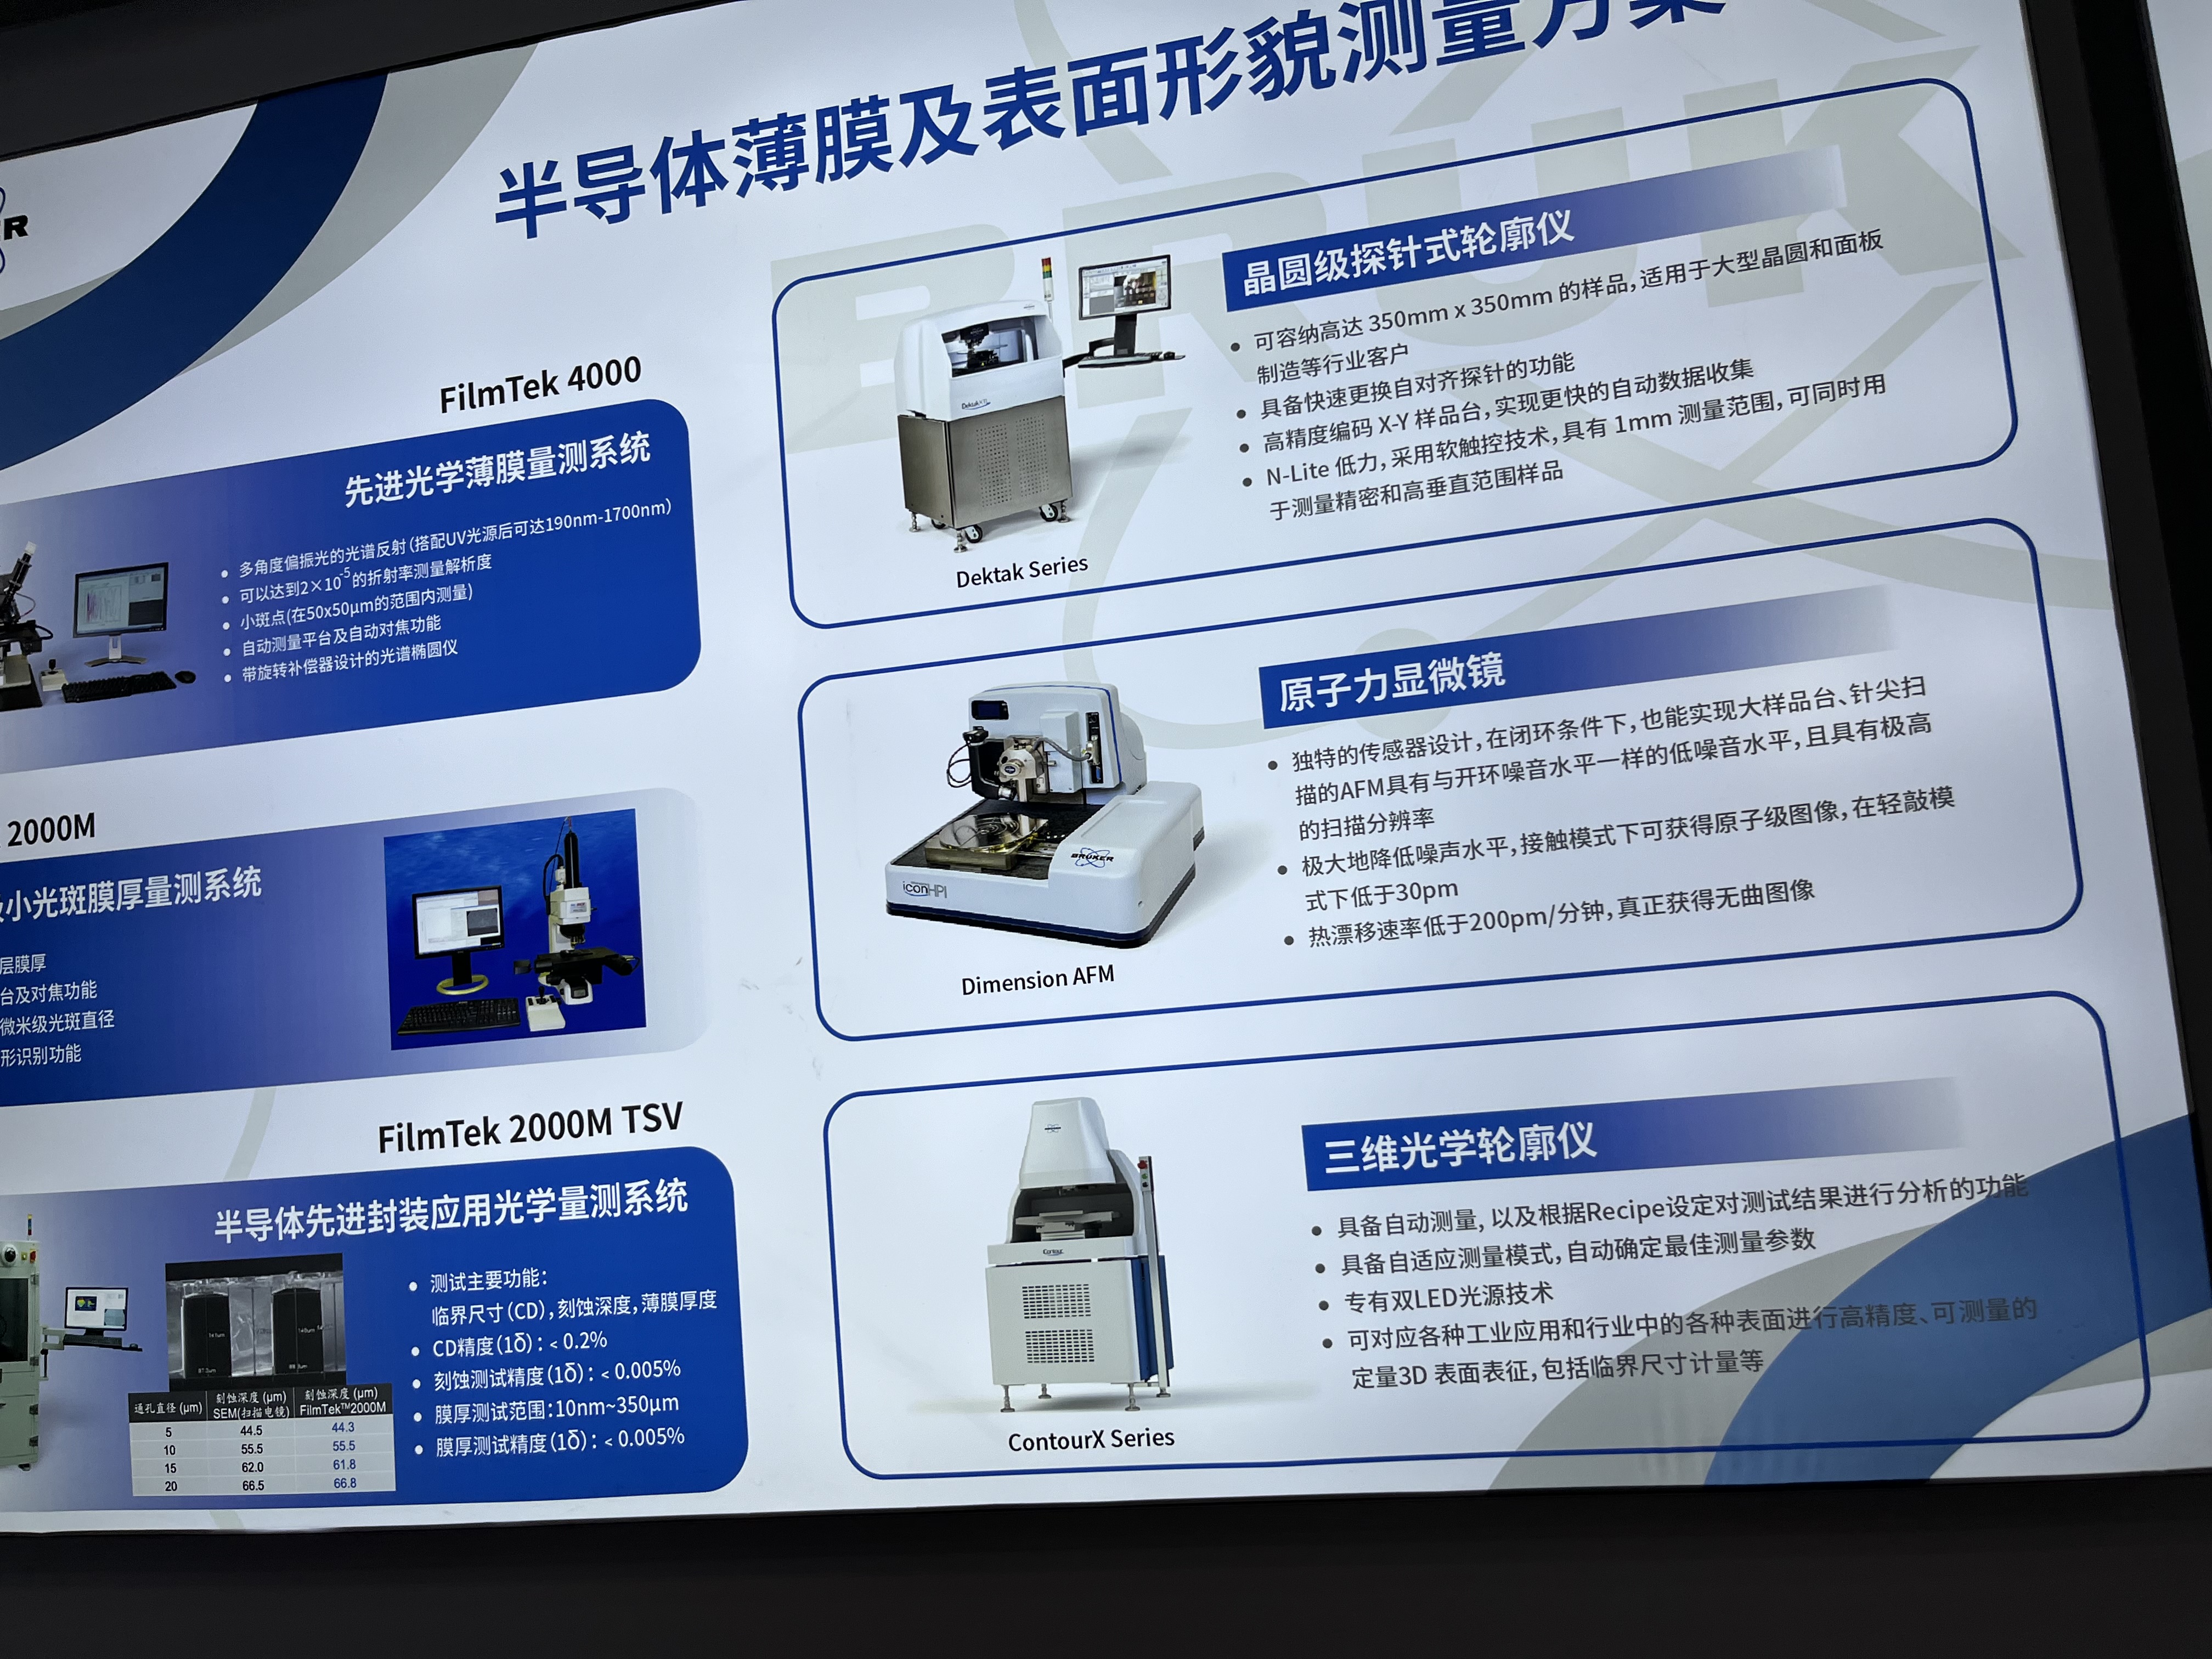 半导体薄膜及表面形貌测量方案
FilmTek 4000
先进光学薄膜量测系统
• 多角度偏振光的光谱反射(搭配UV光源后可达190nm-1700nm)
• 可以达到2×10⁻⁵的折射率测量解析度
• 小斑点(在50x50μm的范围内测量)
• 自动测量平台及自动对焦功能
• 带旋转补偿器设计的光谱椭圆仪
2000M
小光斑膜厚量测系统
层膜厚
台及对焦功能
微米级光斑直径
形识别功能
FilmTek 2000M TSV
半导体先进封装应用光学量测系统
• 测试主要功能：
临界尺寸(CD)，刻蚀深度，薄膜厚度
• CD精度(1δ)：< 0.2%
• 刻蚀测试精度(1δ)：< 0.005%
• 膜厚测试范围：10nm~350μm
• 膜厚测试精度(1δ)：< 0.005%
通孔直径 (μm) 刻蚀深度 (μm) SEM(扫描电镜) 刻蚀深度 (μm) FilmTek™2000M
5 44.5 44.3
10 55.5 55.5
15 62.0 61.8
20 66.5 66.8
晶圆级探针式轮廓仪
• 可容纳高达 350mm x 350mm 的样品，适用于大型晶圆和面板
制造等行业客户
• 具备快速更换自对齐探针的功能
• 高精度编码 X-Y 样品台，实现更快的自动数据收集
• N-Lite 低力，采用软触控技术，具有 1mm 测量范围，可同时用
于测量精密和高垂直范围样品
Dektak Series
原子力显微镜
• 独特的传感器设计，在闭环条件下，也能实现大样品台、针尖扫
描的AFM具有与开环噪音水平一样的低噪音水平，且具有极高
的扫描分辨率
• 极大地降低噪声水平，接触模式下可获得原子级图像，在轻敲模
式下低于30pm
• 热漂移速率低于200pm/分钟，真正获得无曲图像
BRUKER
iconHPI
Dimension AFM
三维光学轮廓仪
• 具备自动测量，以及根据Recipe设定对测试结果进行分析的功能
• 具备自适应测量模式，自动确定最佳测量参数
• 专有双LED光源技术
• 可对应各种工业应用和行业中的各种表面进行高精度、可测量的
定量3D 表面表征，包括临界尺寸计量等
Contour
ContourX Series